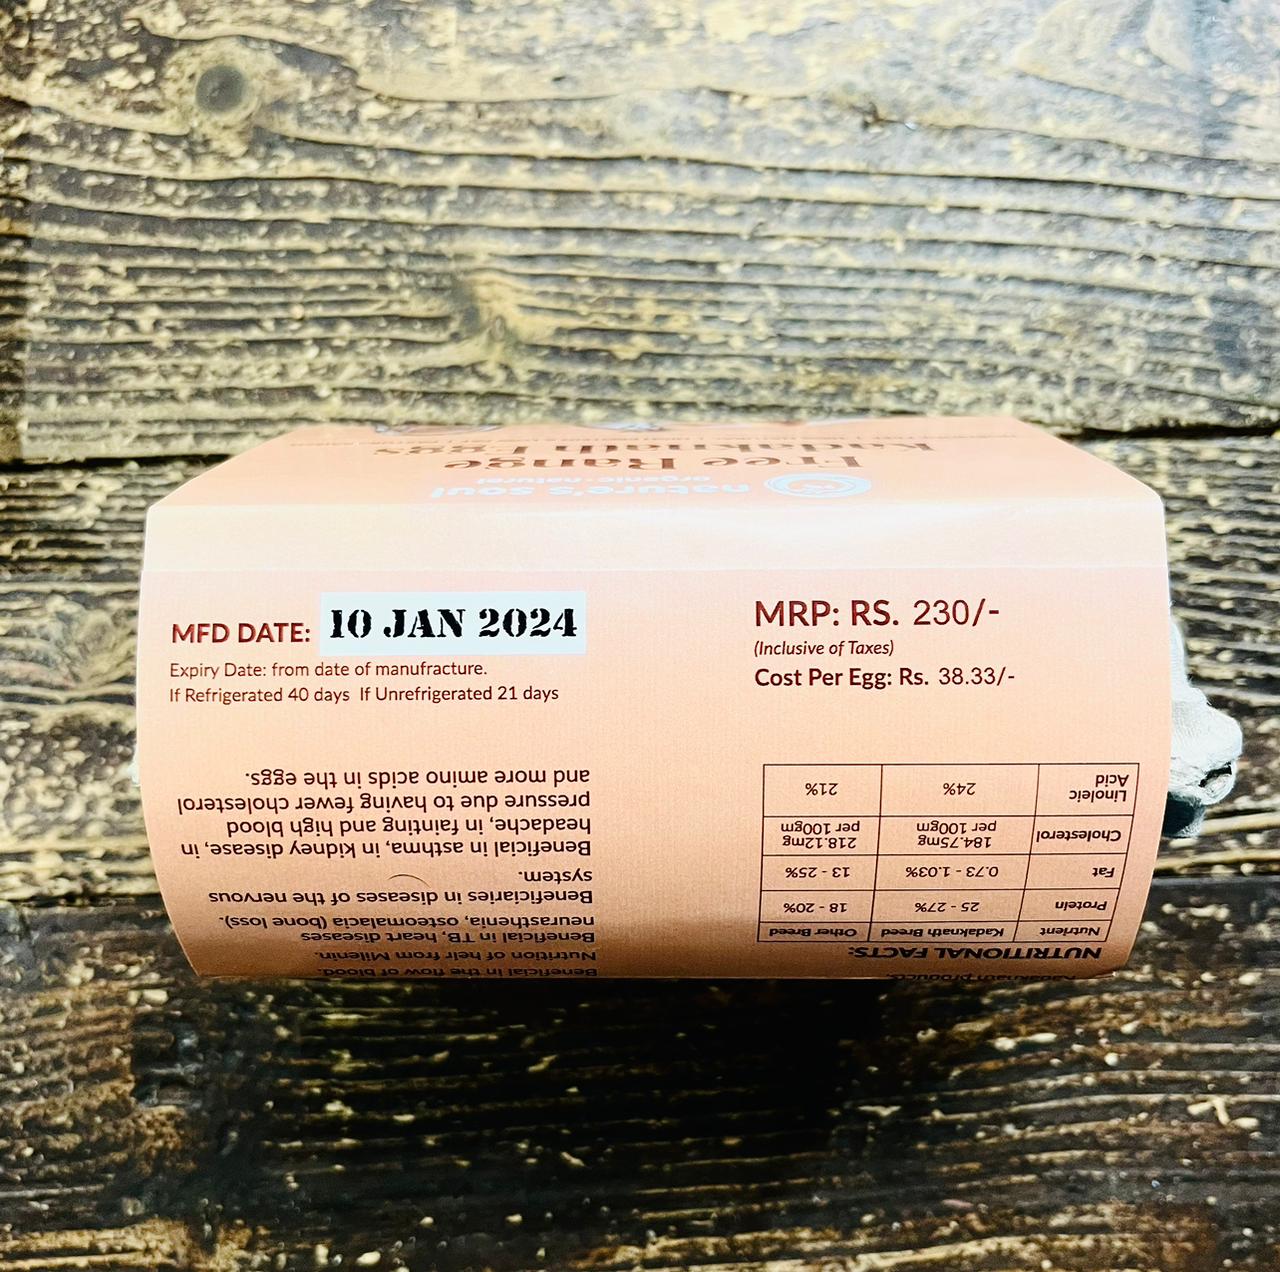 nature's soul
organic - natural
Free Range
Kadaknath Eggs
MFD DATE: 10 JAN 2024
Expiry Date: from date of manufracture.
If Refrigerated 40 days If Unrefrigerated 21 days
MRP: RS. 230/-
(Inclusive of Taxes)
Cost Per Egg: Rs. 38.33/-
Kadaknath products.
NUTRITIONAL FACTS:
Nutrient Kadaknath Breed Other Breed
Protein 25 - 27% 18 - 20%
Fat 0.73 - 1.03% 13 - 25%
Cholesterol 184.75mg per 100gm 218.12mg per 100gm
Linoleic Acid 24% 21%
Beneficial in the flow of blood.
Nutrition of heir from Milenin.
Beneficial in TB, heart diseases
neurasthenia, osteomalacia (bone loss).
Beneficiaries in diseases of the nervous
system.
Beneficial in asthma, in kidney disease, in
headache, in fainting and high blood
pressure due to having fewer cholesterol
and more amino acids in the eggs.